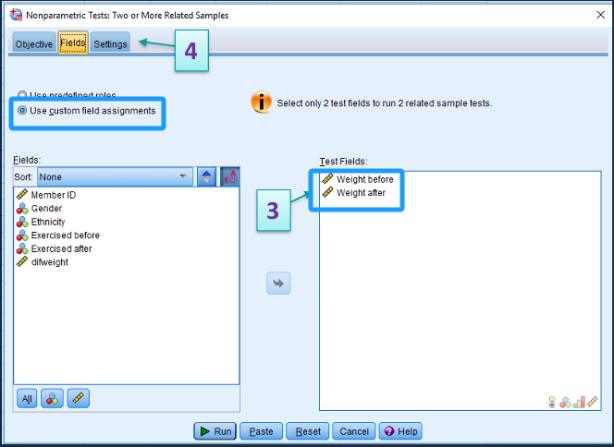 Nonparametric Tests: Two or More Related Samples
Objective Fields Settings
4
Use predefined roles
Use custom field assignments
Select only 2 test fields to run 2 related sample tests.
Fields:
Sort: None
Member ID
Gender
Ethnicity
Exercised before
Exercised after
difweight
Test Fields:
Weight before
Weight after
3
All
Run Paste Reset Cancel Help